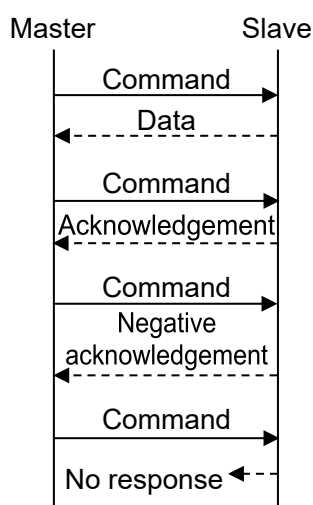 Master Slave
Command
Data
Command
Acknowledgement
Command
Negative
acknowledgement
Command
No response